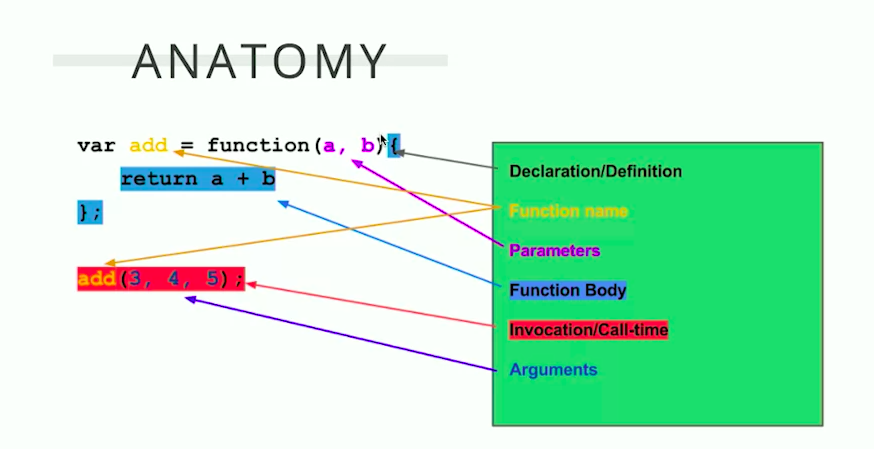 ANATOMY
var add = function(a, b){
return a + b
};
add(3, 4, 5);
Declaration/Definition
Function name
Parameters
Function Body
Invocation/Call-time
Arguments